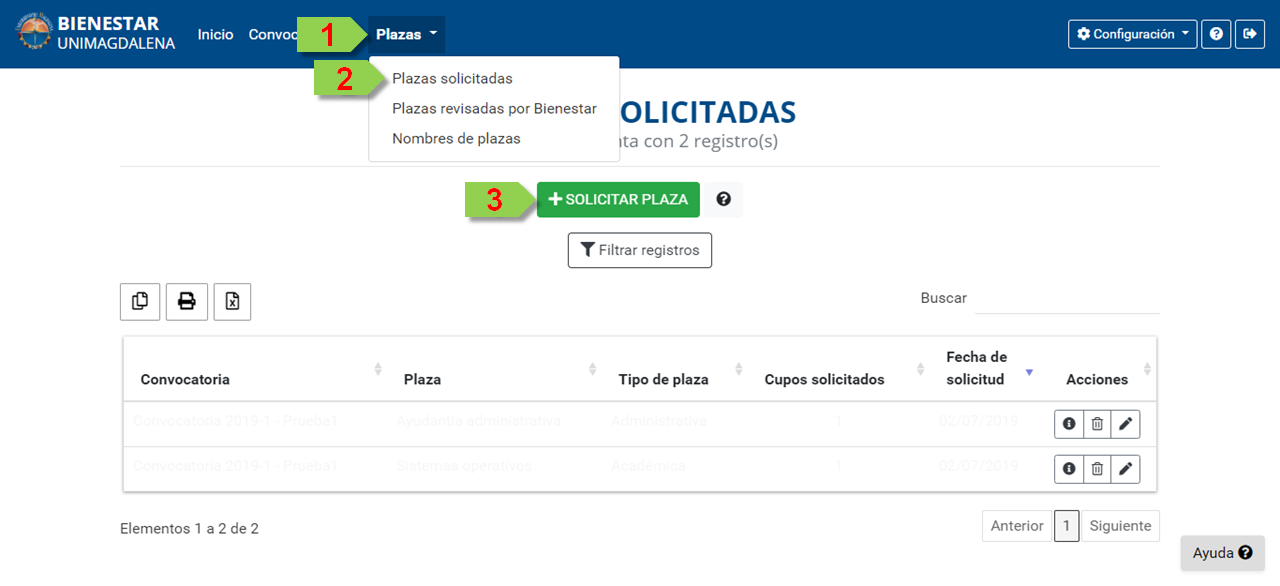 BIENESTAR
UNIMAGDALENA
Inicio Convoc 1 Plazas Configuración
2 Plazas solicitadas
Plazas revisadas por Bienestar
Nombres de plazas
OLICITADAS
nta con 2 registro(s)
3 SOLICITAR PLAZA
Filtrar registros
Buscar
Convocatoria Plaza Tipo de plaza Cupos solicitados Fecha de solicitud Acciones
Convocatoria 2019-1 - Prueba1 Ayudantía administrativa Administrativa 1 02/07/2019
Convocatoria 2019-1 - Prueba1 Sistemas operativos Académica 1 02/07/2019
Elementos 1 a 2 de 2
Anterior 1 Siguiente
Ayuda